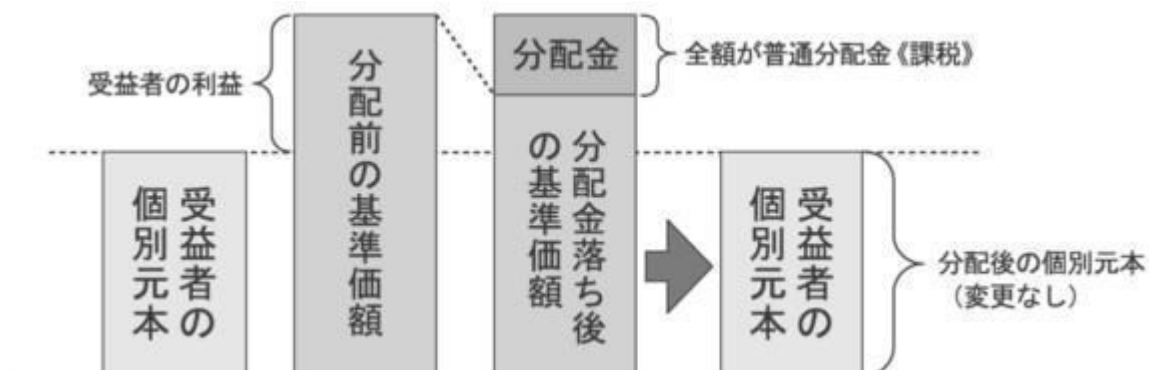 受益者の利益
分配前の基準価額
分配金
全額が普通分配金《課税》
受益者の
個別元本
分配金落ち後
の基準価額
受益者の
個別元本
分配後の個別元本
(変更なし)